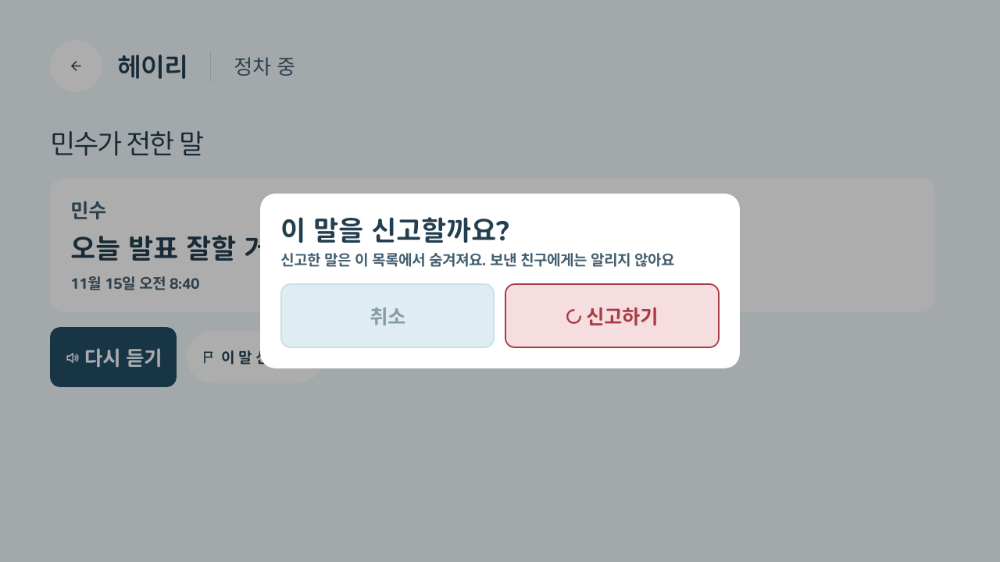 헤이리
정차 중
민수가 전한 말
민수
오늘 발표 잘할
11월 15일 오전 8:40
다시 듣기
이 말
이 말을 신고할까요?
신고한 말은 이 목록에서 숨겨져요. 보낸 친구에게는 알리지 않아요
취소
신고하기